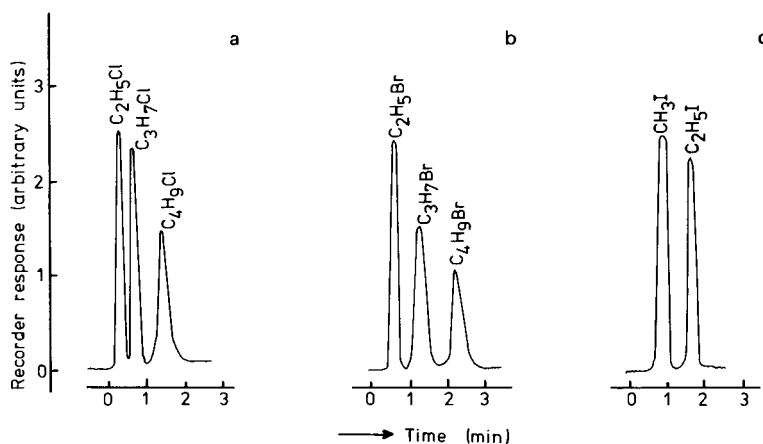 a
b
Recorder response (arbitrary units)
3
2
1
0
C₂H₅Cl
C₃H₇Cl
C₄H₉Cl
0 1 2 3
C₂H₅Br
C₃H₇Br
C₄H₉Br
0 1 2 3
CH₃I
C₂H₅I
0 1 2 3
Time (min)